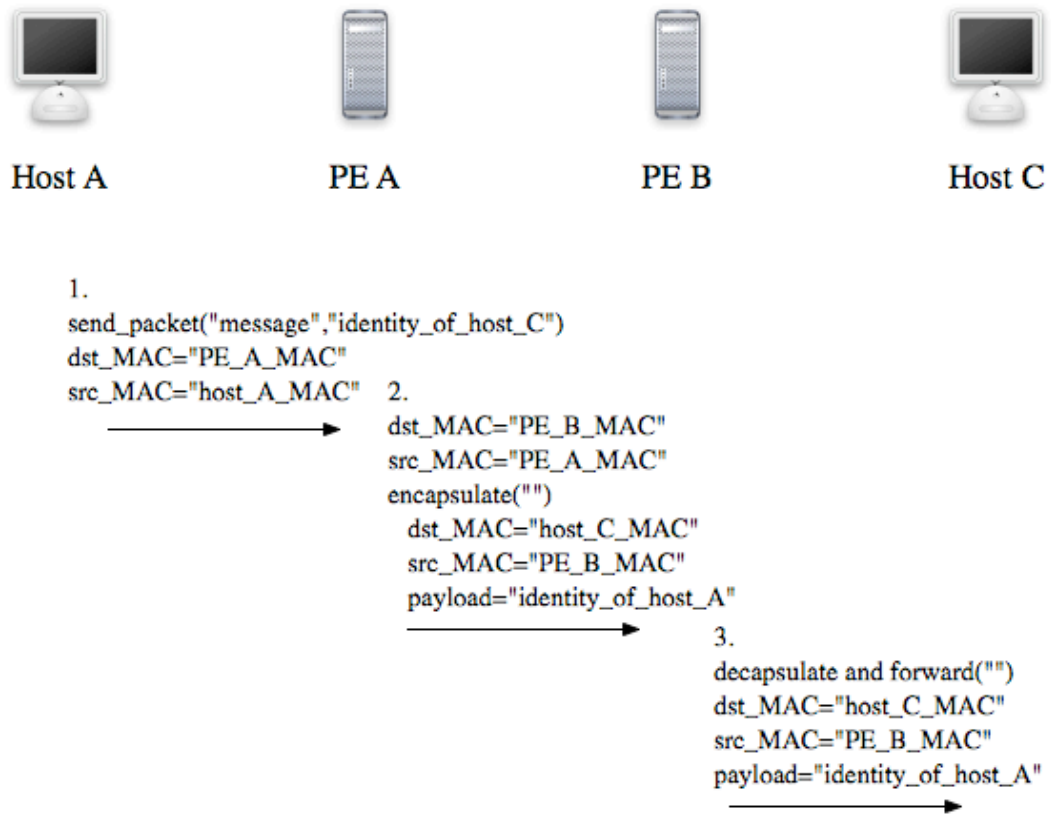 Host A
PE A
PE B
Host C
1.
send_packet("message","identity_of_host_C")
dst_MAC="PE_A_MAC"
src_MAC="host_A_MAC"
2.
dst_MAC="PE_B_MAC"
src_MAC="PE_A_MAC"
encapsulate("")
dst_MAC="host_C_MAC"
src_MAC="PE_B_MAC"
payload="identity_of_host_A"
3.
decapsulate and forward("")
dst_MAC="host_C_MAC"
src_MAC="PE_B_MAC"
payload="identity_of_host_A"